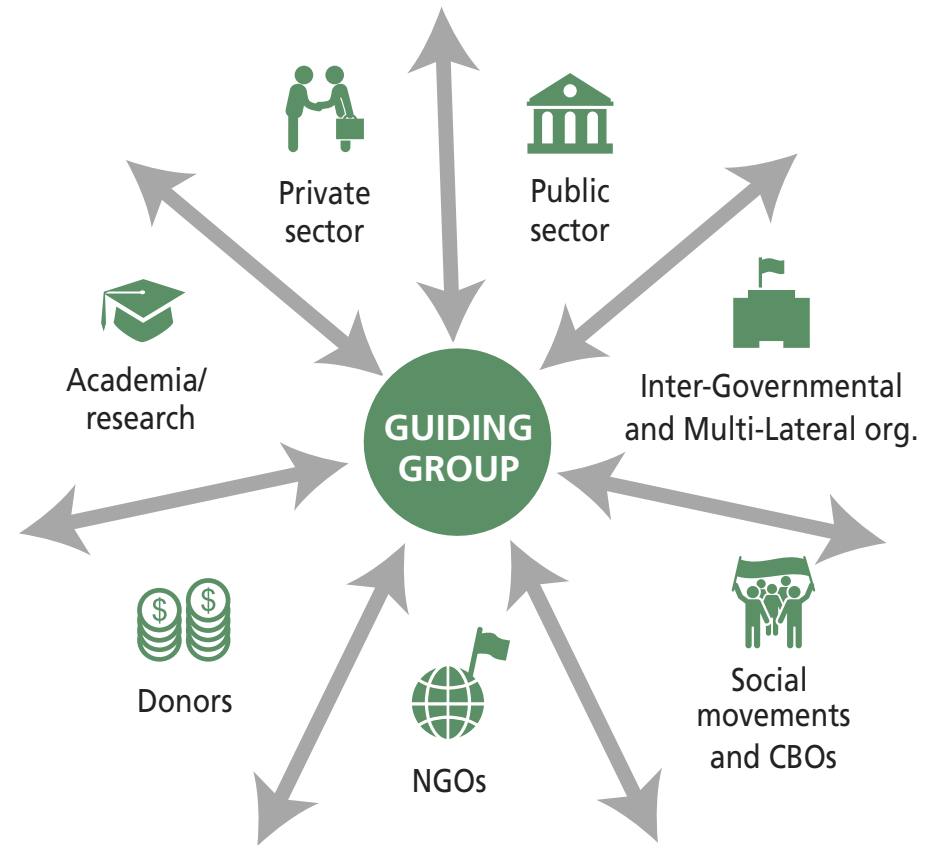 Private
sector
Public
sector
Academia/
research
Inter-Governmental
and Multi-Lateral org.
GUIDING
GROUP
$
$
Donors
NGOs
Social
movements
and CBOs